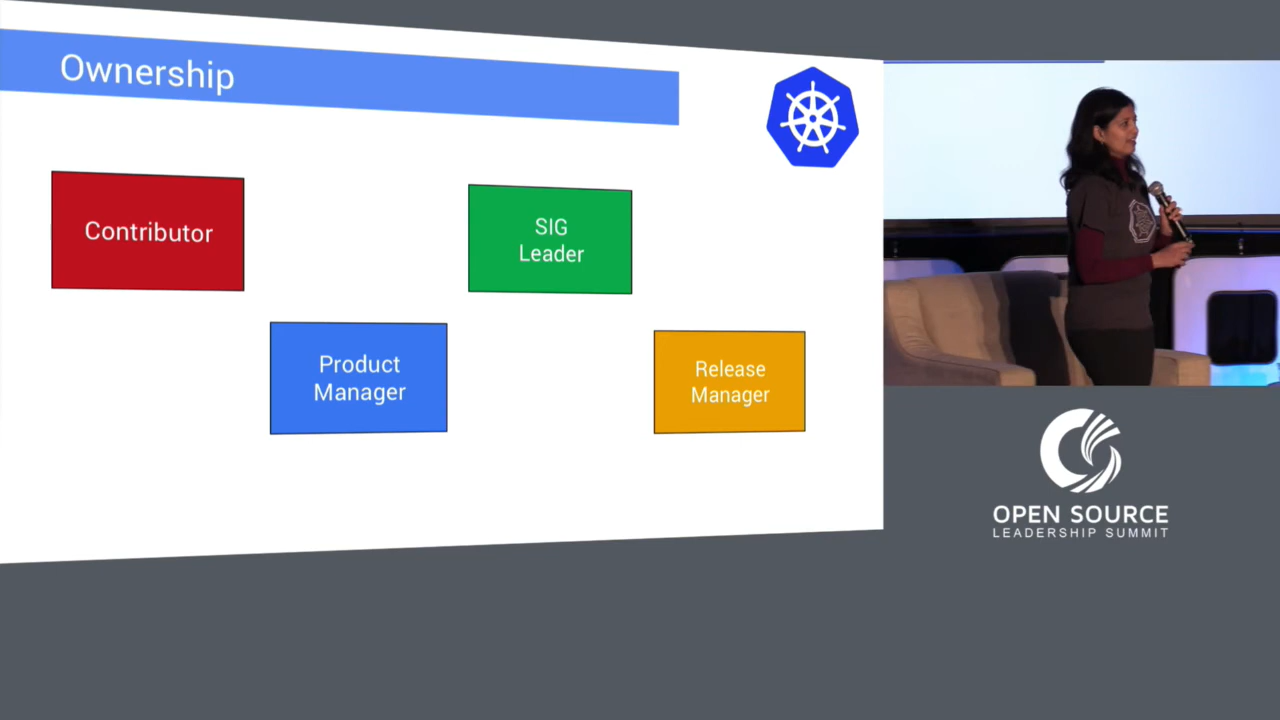 Ownership
Contributor
SIG
Leader
Product
Manager
Release
Manager
OPEN SOURCE
LEADERSHIP SUMMIT